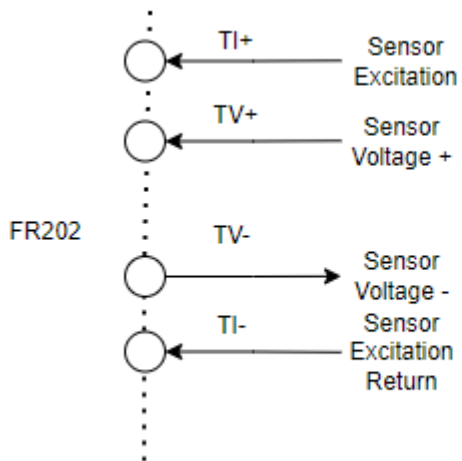 TI+
Sensor
Excitation
TV+
Sensor
Voltage +
FR202
TV-
Sensor
Voltage -
TI-
Sensor
Excitation
Return